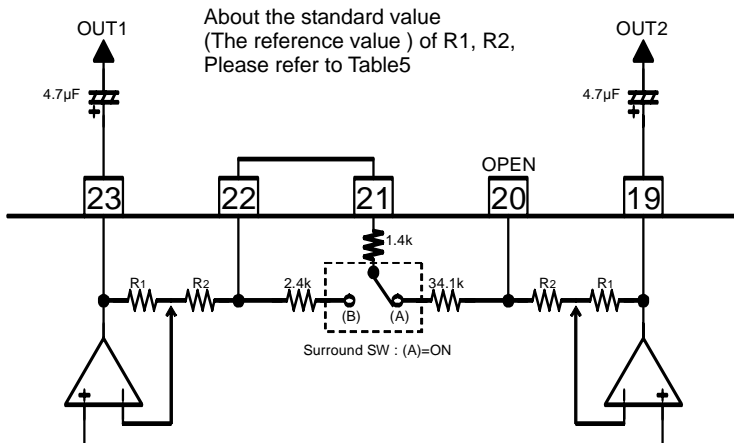 About the standard value
(The reference value ) of R1, R2,
Please refer to Table5
OUT1
OUT2
4.7µF
4.7µF
OPEN
23
22
21
20
19
1.4k
R1
R2
2.4k
34.1k
R2
R1
(B)
(A)
Surround SW : (A)=ON